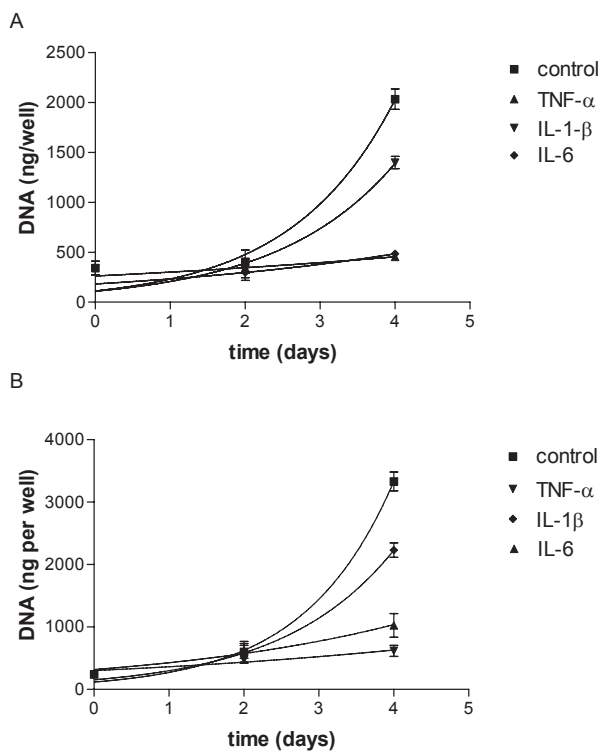 A
2500
2000
1500
1000
500
0
DNA (ng/well)
0 1 2 3 4 5
time (days)
control
TNF-α
IL-1-β
IL-6
B
4000
3000
2000
1000
0
DNA (ng per well)
0 1 2 3 4 5
time (days)
control
TNF-α
IL-1β
IL-6